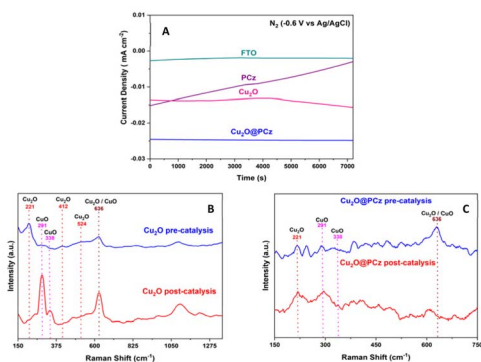 A
N₂ (-0.6 V vs Ag/AgCl)
0.01
0.00
-0.01
-0.02
-0.03
Current Density ( mA cm⁻²)
FTO
PCz
Cu₂O
Cu₂O@PCz
0 1000 2000 3000 4000 5000 6000 7000
Time (s)
B
Cu₂O
221
CuO
291
CuO
338
Cu₂O
412
Cu₂O
524
Cu₂O / CuO
636
Cu₂O pre-catalysis
Cu₂O post-catalysis
Intensity (a.u.)
150 375 600 825 1050 1275
Raman Shift (cm⁻¹)
C
Cu₂O@PCz pre-catalysis
Cu₂O
221
CuO
291
CuO
338
Cu₂O / CuO
636
Cu₂O@PCz post-catalysis
Intensity (a.u.)
150 300 450 600 750
Raman Shift (cm⁻¹)